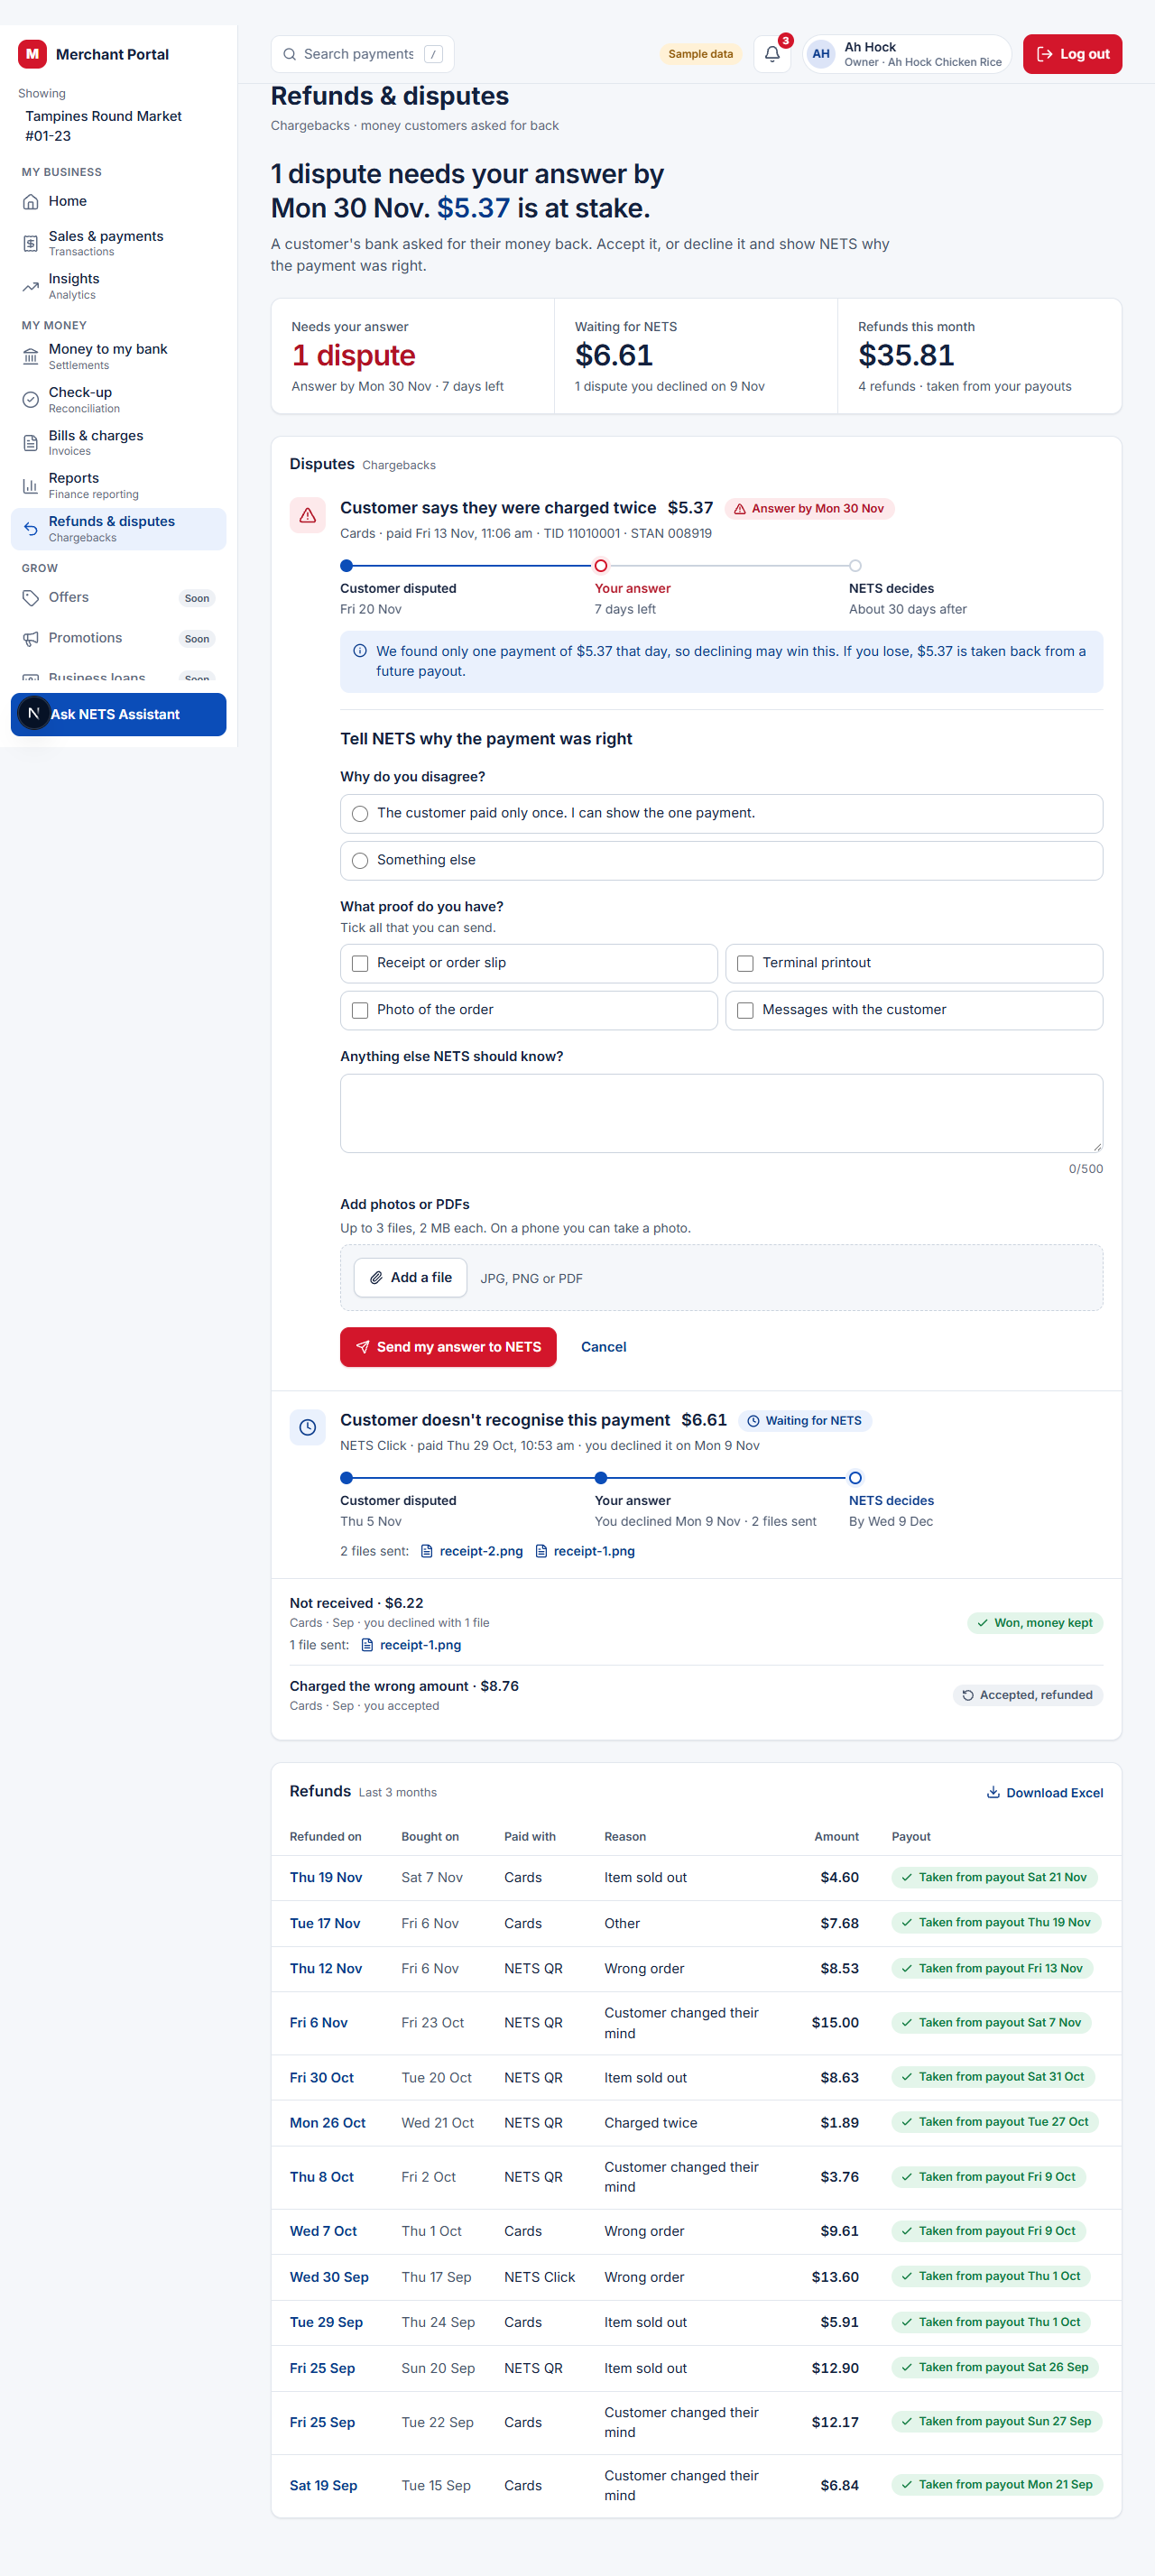 M Merchant Portal
Showing
Tampines Round Market
#01-23
MY BUSINESS
Home
Sales & payments
Transactions
Insights
Analytics
MY MONEY
Money to my bank
Settlements
Check-up
Reconciliation
Bills & charges
Invoices
Reports
Finance reporting
Refunds & disputes
Chargebacks
GROW
Offers Soon
Promotions Soon
Business loans Soon
N Ask NETS Assistant
Search payments /
Sample data
3
AH
Ah Hock
Owner · Ah Hock Chicken Rice
Log out
Refunds & disputes
Chargebacks · money customers asked for back
1 dispute needs your answer by
Mon 30 Nov. $5.37 is at stake.
A customer's bank asked for their money back. Accept it, or decline it and show NETS why
the payment was right.
Needs your answer
1 dispute
Answer by Mon 30 Nov · 7 days left
Waiting for NETS
$6.61
1 dispute you declined on 9 Nov
Refunds this month
$35.81
4 refunds · taken from your payouts
Disputes Chargebacks
Customer says they were charged twice $5.37 Answer by Mon 30 Nov
Cards · paid Fri 13 Nov, 11:06 am · TID 11010001 · STAN 008919
Customer disputed
Fri 20 Nov
Your answer
7 days left
NETS decides
About 30 days after
We found only one payment of $5.37 that day, so declining may win this. If you lose, $5.37 is taken back from a
future payout.
Tell NETS why the payment was right
Why do you disagree?
The customer paid only once. I can show the one payment.
Something else
What proof do you have?
Tick all that you can send.
Receipt or order slip
Terminal printout
Photo of the order
Messages with the customer
Anything else NETS should know?
0/500
Add photos or PDFs
Up to 3 files, 2 MB each. On a phone you can take a photo.
Add a file JPG, PNG or PDF
Send my answer to NETS Cancel
Customer doesn't recognise this payment $6.61 Waiting for NETS
NETS Click · paid Thu 29 Oct, 10:53 am · you declined it on Mon 9 Nov
Customer disputed
Thu 5 Nov
Your answer
You declined Mon 9 Nov · 2 files sent
NETS decides
By Wed 9 Dec
2 files sent: receipt-2.png receipt-1.png
Not received · $6.22
Cards · Sep · you declined with 1 file
1 file sent: receipt-1.png
Won, money kept
Charged the wrong amount · $8.76
Cards · Sep · you accepted
Accepted, refunded
Refunds Last 3 months Download Excel
Refunded on Bought on Paid with Reason Amount Payout
Thu 19 Nov Sat 7 Nov Cards Item sold out $4.60 Taken from payout Sat 21 Nov
Tue 17 Nov Fri 6 Nov Cards Other $7.68 Taken from payout Thu 19 Nov
Thu 12 Nov Fri 6 Nov NETS QR Wrong order $8.53 Taken from payout Fri 13 Nov
Fri 6 Nov Fri 23 Oct NETS QR Customer changed their mind $15.00 Taken from payout Sat 7 Nov
Fri 30 Oct Tue 20 Oct NETS QR Item sold out $8.63 Taken from payout Sat 31 Oct
Mon 26 Oct Wed 21 Oct NETS QR Charged twice $1.89 Taken from payout Tue 27 Oct
Thu 8 Oct Fri 2 Oct NETS QR Customer changed their mind $3.76 Taken from payout Fri 9 Oct
Wed 7 Oct Thu 1 Oct Cards Wrong order $9.61 Taken from payout Fri 9 Oct
Wed 30 Sep Thu 17 Sep NETS Click Wrong order $13.60 Taken from payout Thu 1 Oct
Tue 29 Sep Thu 24 Sep Cards Item sold out $5.91 Taken from payout Thu 1 Oct
Fri 25 Sep Sun 20 Sep NETS QR Item sold out $12.90 Taken from payout Sat 26 Sep
Fri 25 Sep Tue 22 Sep Cards Customer changed their mind $12.17 Taken from payout Sun 27 Sep
Sat 19 Sep Tue 15 Sep Cards Customer changed their mind $6.84 Taken from payout Mon 21 Sep